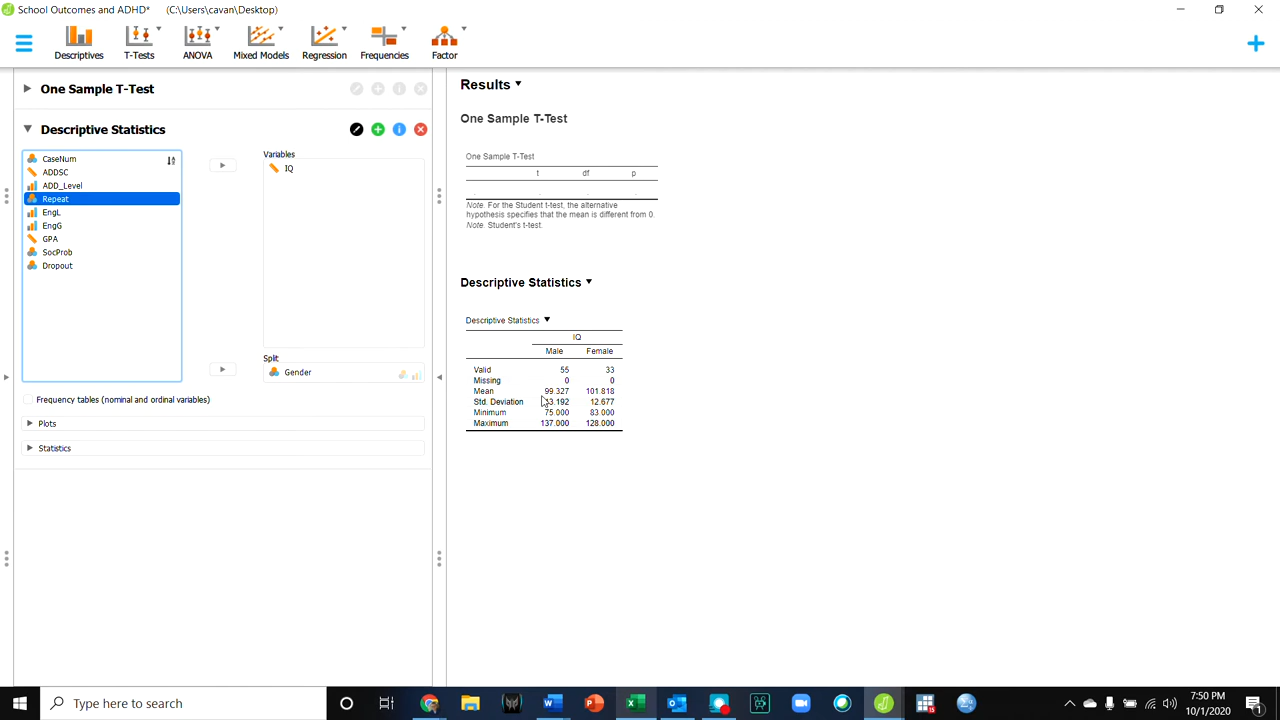 School Outcomes and ADHD* (C:\Users\cavan\Desktop)
Descriptives T-Tests ANOVA Mixed Models Regression Frequencies Factor
One Sample T-Test
Descriptive Statistics
CaseNum
ADDSC
ADD_Level
Repeat
EngL
EngG
GPA
SocProb
Dropout
Variables
IQ
Split
Gender
Frequency tables (nominal and ordinal variables)
Plots
Statistics
Results
One Sample T-Test
One Sample T-Test
t df p
. . . .
Note. For the Student t-test, the alternative
hypothesis specifies that the mean is different from 0.
Note. Student's t-test.
Descriptive Statistics
Descriptive Statistics
IQ
Male Female
Valid 55 33
Missing 0 0
Mean 99.327 101.818
Std. Deviation 12.677
Minimum 75.000 83.000
Maximum 137.000 128.000
Type here to search
7:50 PM
10/1/2020